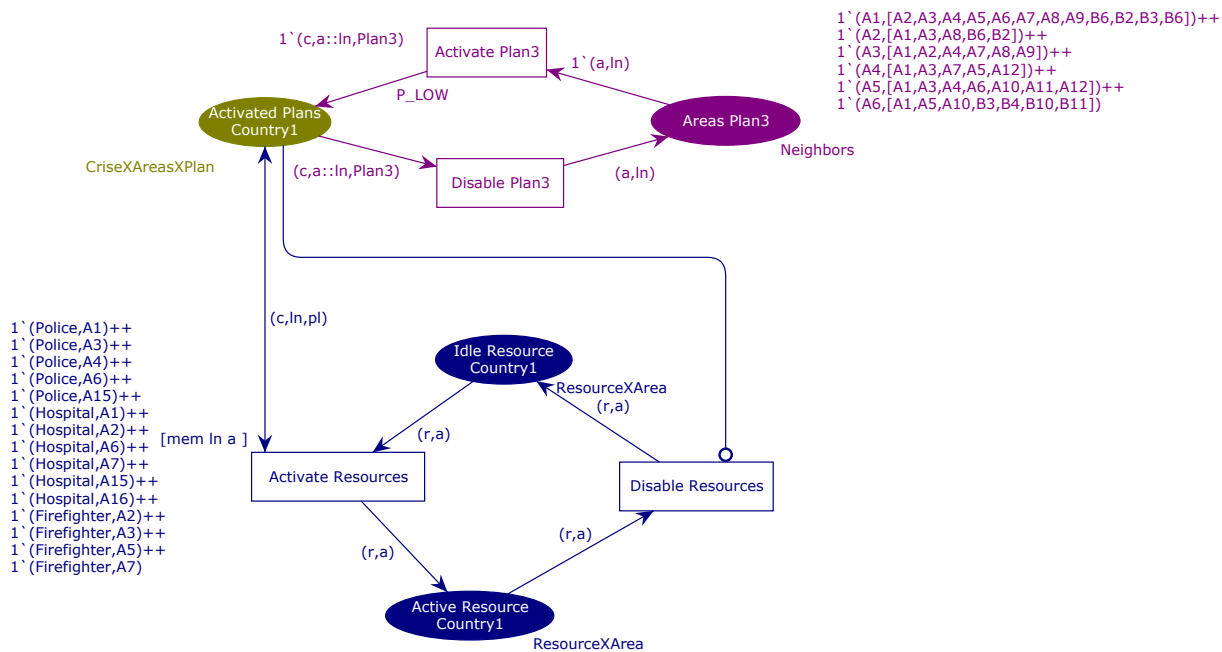 1`(A1,[A2,A3,A4,A5,A6,A7,A8,A9,B6,B2,B3,B6])++
1`(A2,[A1,A3,A8,B6,B2])++
1`(A3,[A1,A2,A4,A7,A8,A9])++
1`(A4,[A1,A3,A7,A5,A12])++
1`(A5,[A1,A3,A4,A6,A10,A11,A12])++
1`(A6,[A1,A5,A10,B3,B4,B10,B11])
1`(c,a::ln,Plan3)
Activate Plan3
1`(a,ln)
P_LOW
Activated Plans
Country1
Areas Plan3
Neighbors
CriseXAreasXPlan
(c,a::ln,Plan3)
Disable Plan3
(a,ln)
(c,ln,pl)
1`(Police,A1)++
1`(Police,A3)++
1`(Police,A4)++
1`(Police,A6)++
1`(Police,A15)++
1`(Hospital,A1)++
1`(Hospital,A2)++
1`(Hospital,A6)++
1`(Hospital,A7)++
1`(Hospital,A15)++
1`(Hospital,A16)++
1`(Firefighter,A2)++
1`(Firefighter,A3)++
1`(Firefighter,A5)++
1`(Firefighter,A7)
Idle Resource
Country1
ResourceXArea
(r,a)
(r,a)
[mem ln a ]
Activate Resources
Disable Resources
(r,a)
(r,a)
Active Resource
Country1
ResourceXArea